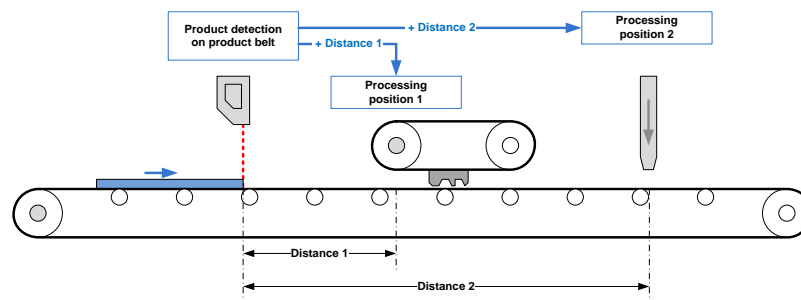 Product detection
on product belt
+ Distance 2
Processing
position 2
+ Distance 1
Processing
position 1
Distance 1
Distance 2